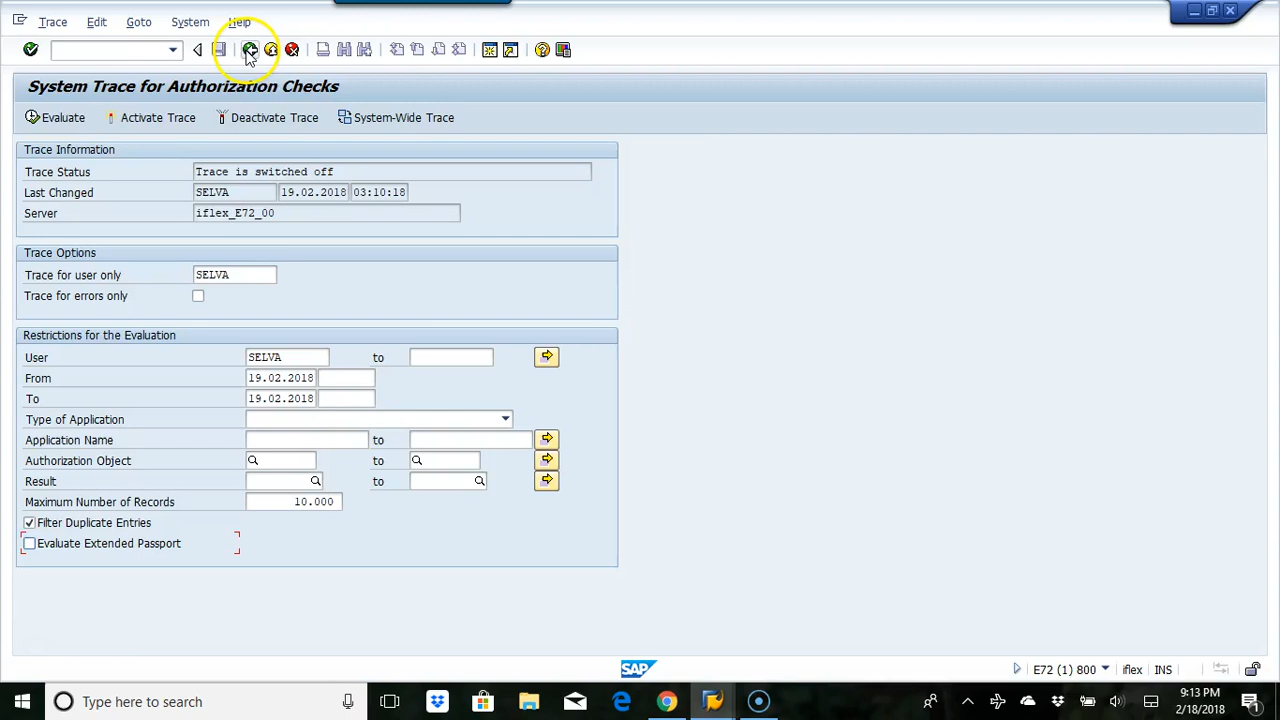 Trace Edit Goto System Help
System Trace for Authorization Checks
Evaluate Activate Trace Deactivate Trace System-Wide Trace
Trace Information
Trace Status Trace is switched off
Last Changed SELVA 19.02.2018 03:10:18
Server iflex_E72_00
Trace Options
Trace for user only SELVA
Trace for errors only
Restrictions for the Evaluation
User SELVA to
From 19.02.2018
To 19.02.2018
Type of Application
Application Name to
Authorization Object to
Result to
Maximum Number of Records 10.000
Filter Duplicate Entries
Evaluate Extended Passport
SAP E72 (1) 800 iflex INS
Type here to search 9:13 PM
2/18/2018